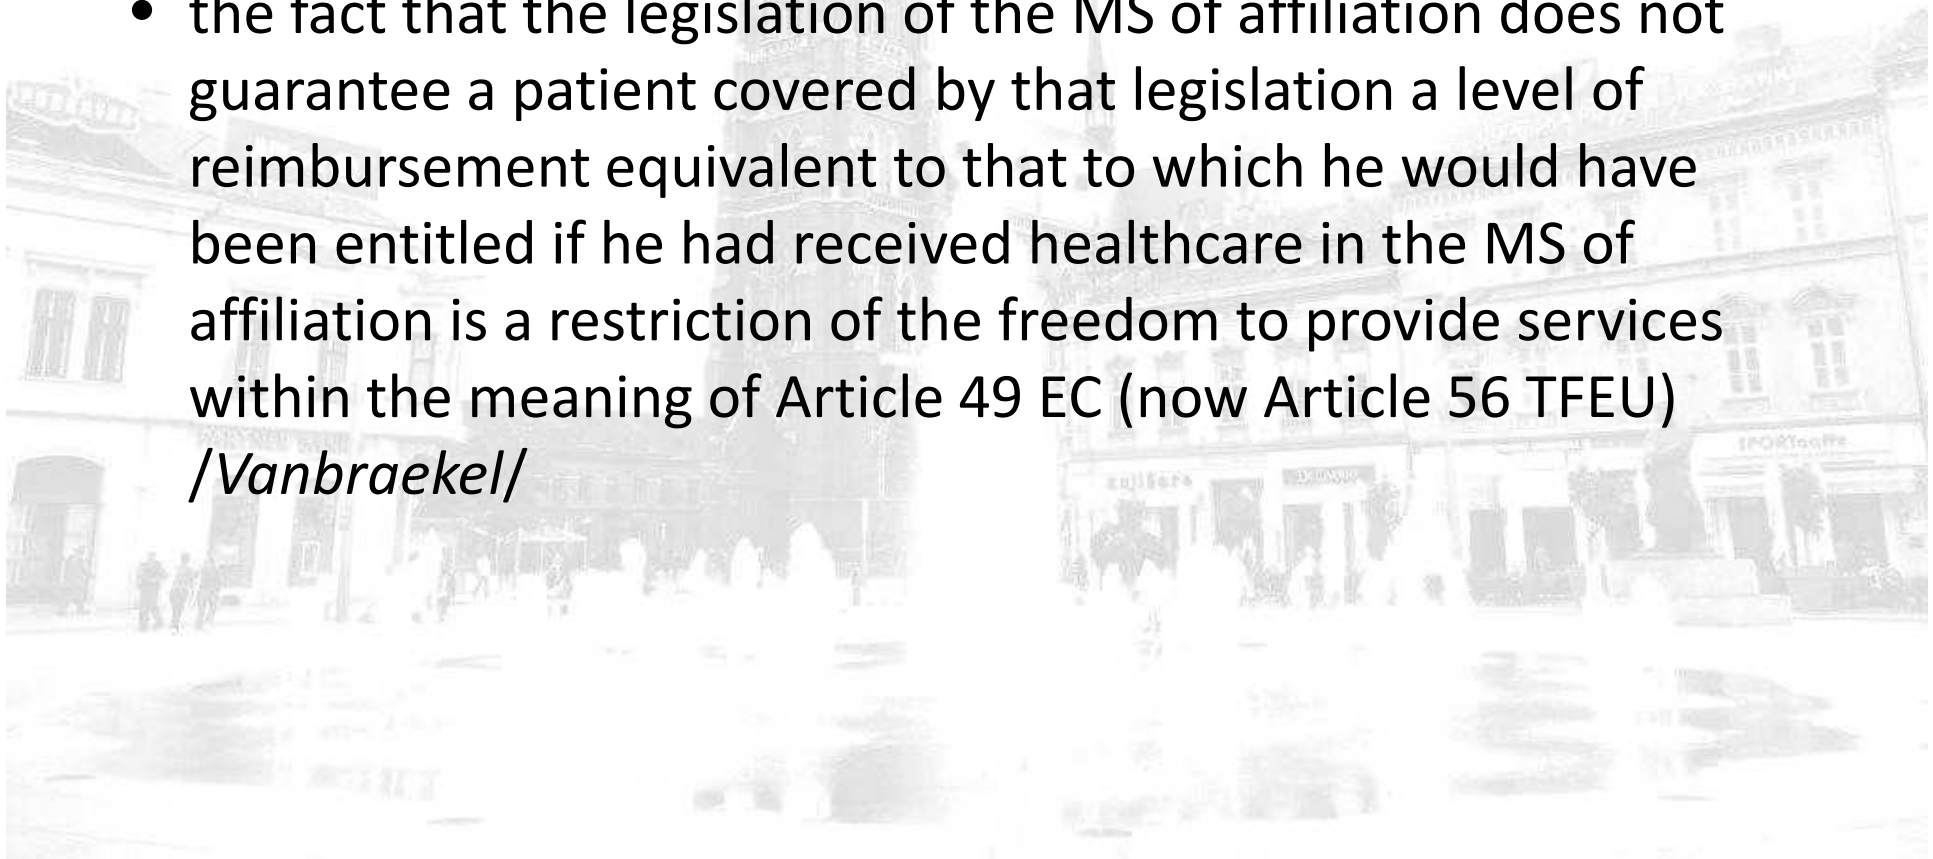 • the fact that the legislation of the MS of affiliation does not
guarantee a patient covered by that legislation a level of
reimbursement equivalent to that to which he would have
been entitled if he had received healthcare in the MS of
affiliation is a restriction of the freedom to provide services
within the meaning of Article 49 EC (now Article 56 TFEU)
/Vanbraekel/